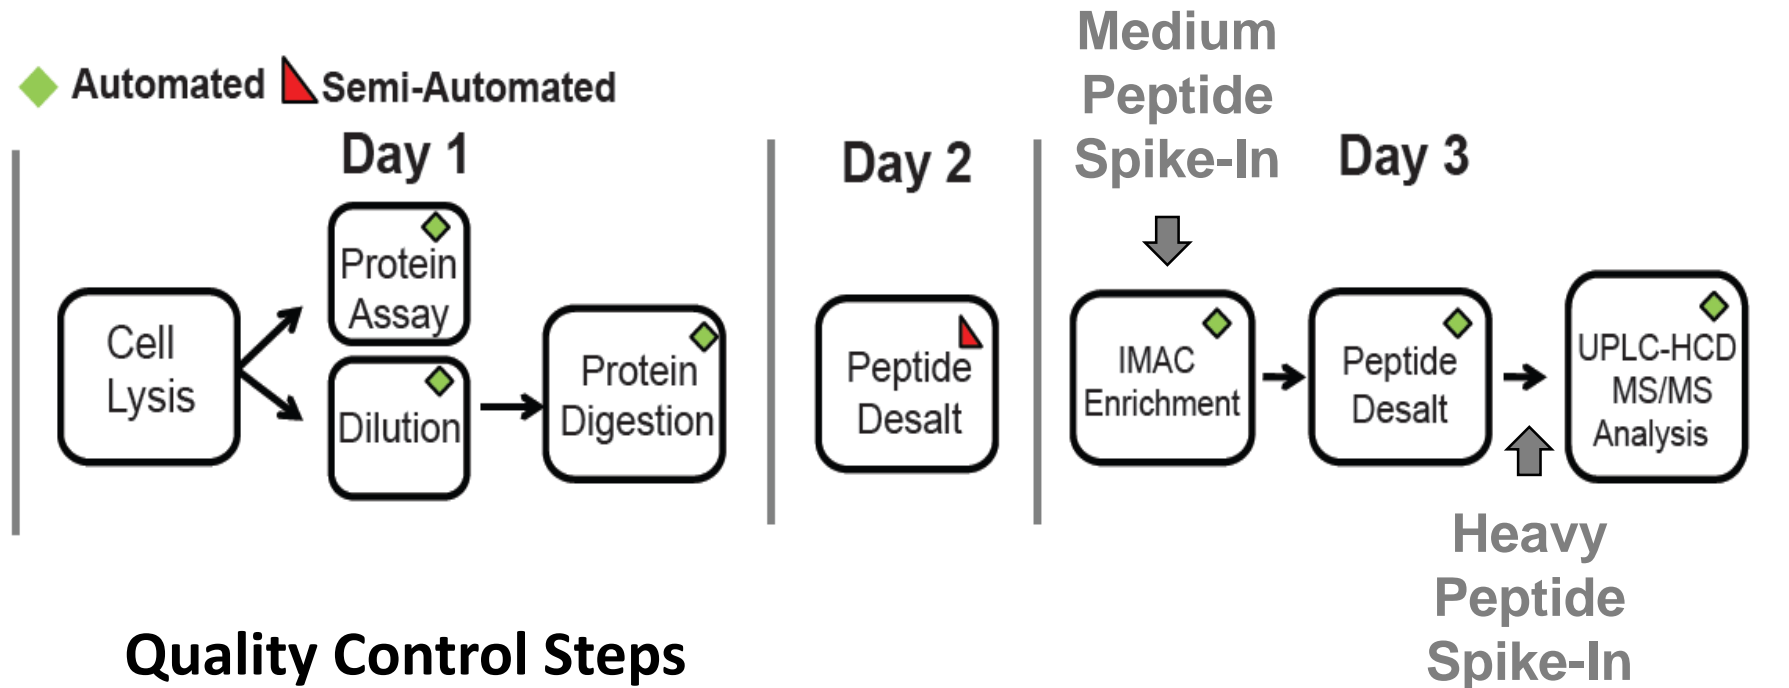 Automated Semi-Automated
Day 1
Day 2
Medium
Peptide
Spike-In
Day 3
Cell
Lysis
Protein
Assay
Dilution
Protein
Digestion
Peptide
Desalt
IMAC
Enrichment
Peptide
Desalt
UPLC-HCD
MS/MS
Analysis
Heavy
Peptide
Spike-In
Quality Control Steps